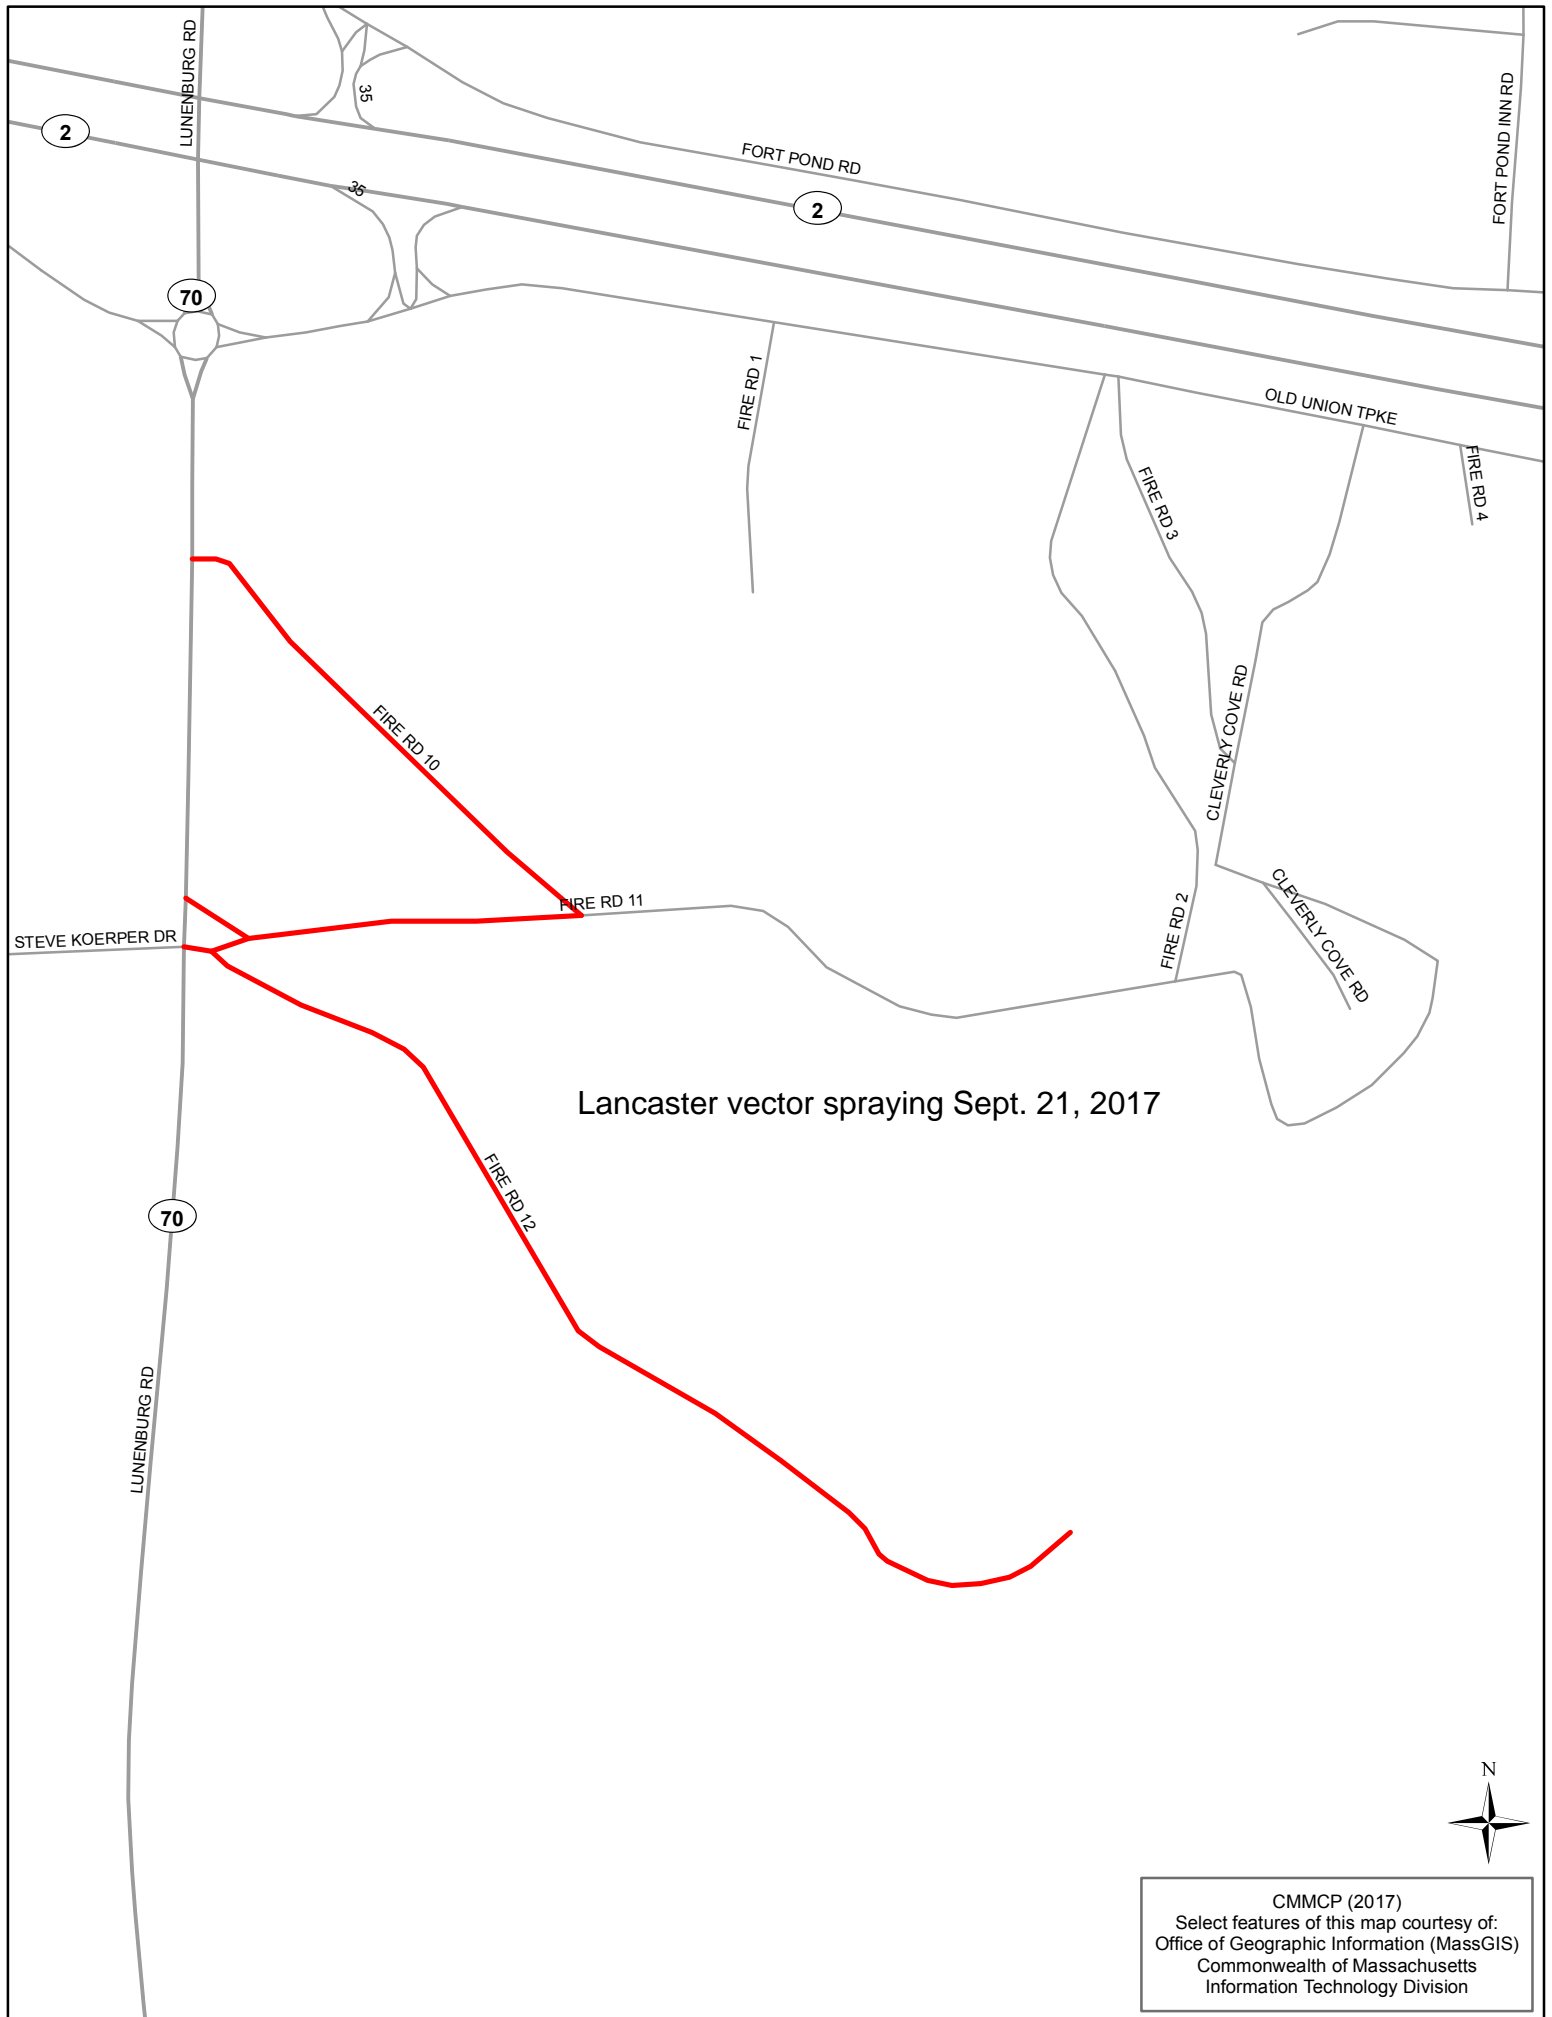 LUNENBURG RD
35
2
FORT POND RD
FORT POND INN RD
35
2
70
FIRE RD 1
OLD UNION TPKE
FIRE RD 3
FIRE RD 4
FIRE RD 10
CLEVERLY COVE RD
FIRE RD 11
CLEVERLY COVE RD
STEVE KOERPER DR
FIRE RD 2
Lancaster vector spraying Sept. 21, 2017
FIRE RD 12
70
LUNENBURG RD
N
CMMCP (2017)
Select features of this map courtesy of:
Office of Geographic Information (MassGIS)
Commonwealth of Massachusetts
Information Technology Division